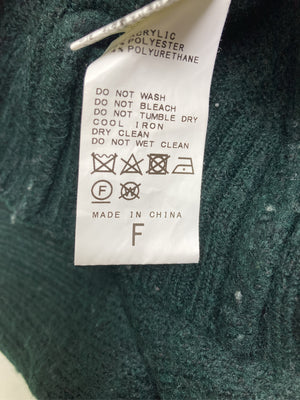 ACRYLIC
POLYESTER
POLYURETHANE
DO NOT WASH
DO NOT BLEACH
DO NOT TUMBLE DRY
COOL IRON
DRY CLEAN
DO NOT WET CLEAN
F W
MADE IN CHINA
F